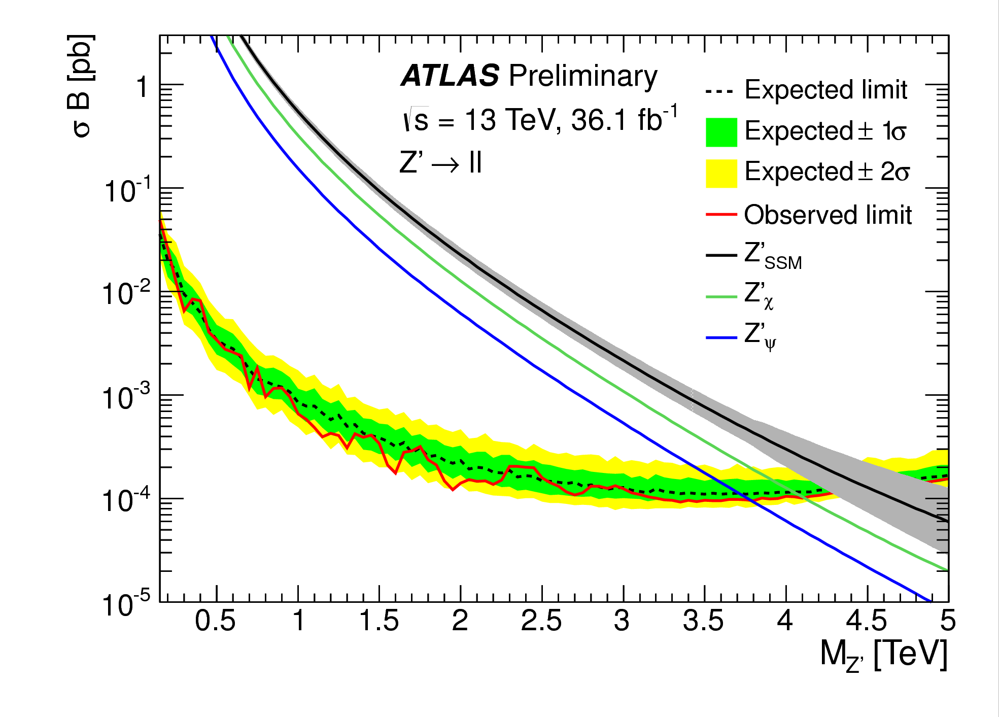 σ B [pb]
1
10⁻¹
10⁻²
10⁻³
10⁻⁴
10⁻⁵
ATLAS Preliminary
√s = 13 TeV, 36.1 fb⁻¹
Z' → ll
Expected limit
Expected ± 1σ
Expected ± 2σ
Observed limit
Z'SSM
Z'χ
Z'ψ
0.5 1 1.5 2 2.5 3 3.5 4 4.5 5
MZ' [TeV]